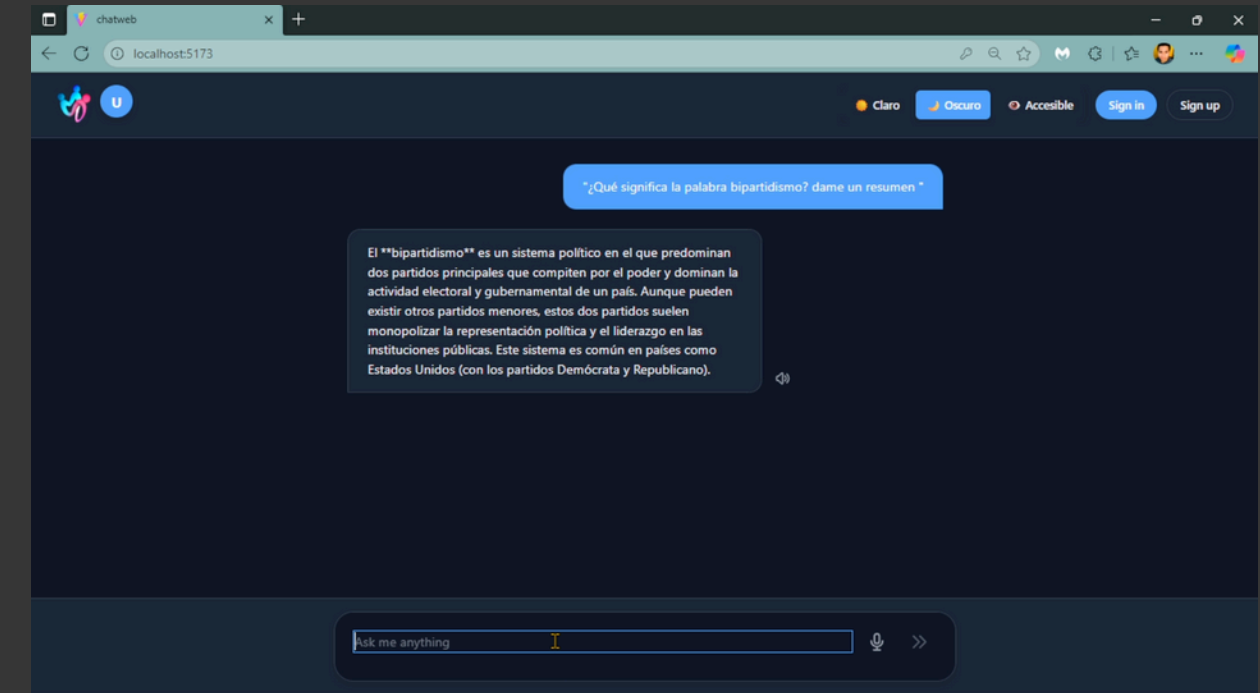 chatweb
localhost:5173
U
Claro
Oscuro
Accesible
Sign in
Sign up
"¿Qué significa la palabra bipartidismo? dame un resumen "
El **bipartidismo** es un sistema político en el que predominan
dos partidos principales que compiten por el poder y dominan la
actividad electoral y gubernamental de un país. Aunque pueden
existir otros partidos menores, estos dos partidos suelen
monopolizar la representación política y el liderazgo en las
instituciones públicas. Este sistema es común en países como
Estados Unidos (con los partidos Demócrata y Republicano).
Ask me anything